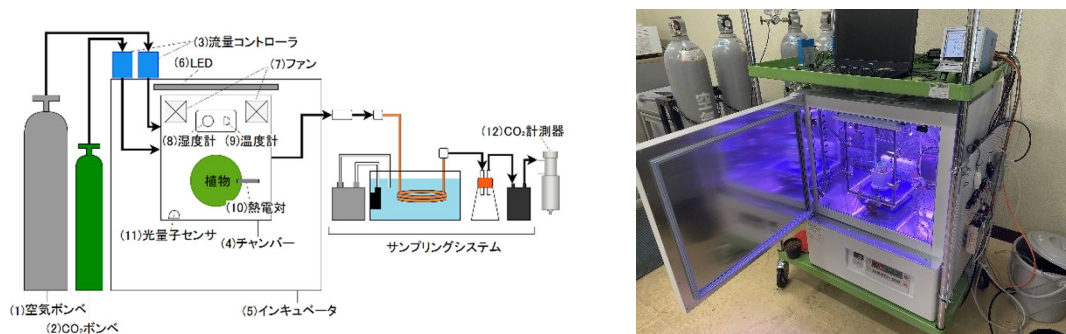 (3)流量コントローラ
(6)LED
(7)ファン
(8)湿度計
(9)温度計
(12)CO₂計測器
植物
(10)熱電対
(11)光量子センサ
(4)チャンバー
サンプリングシステム
(1)空気ボンベ
(5)インキュベータ
(2)CO₂ボンベ